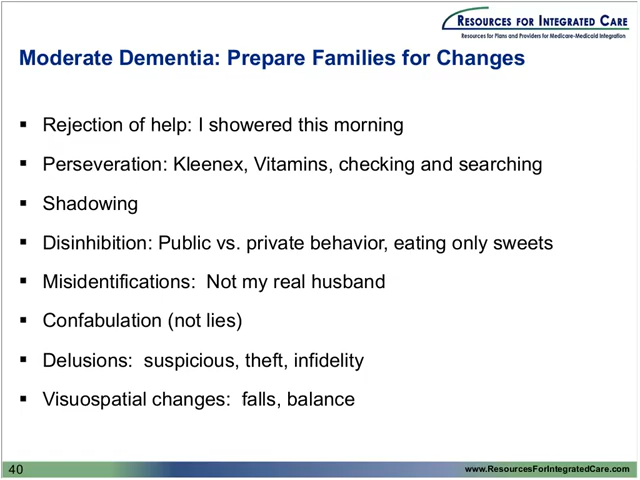 RESOURCES FOR INTEGRATED CARE
Resources for Plans and Providers for Medicare-Medicaid Integration
Moderate Dementia: Prepare Families for Changes
▪ Rejection of help: I showered this morning
▪ Perseveration: Kleenex, Vitamins, checking and searching
▪ Shadowing
▪ Disinhibition: Public vs. private behavior, eating only sweets
▪ Misidentifications:  Not my real husband
▪ Confabulation (not lies)
▪ Delusions:  suspicious, theft, infidelity
▪ Visuospatial changes:  falls, balance
40
www.ResourcesForIntegratedCare.com